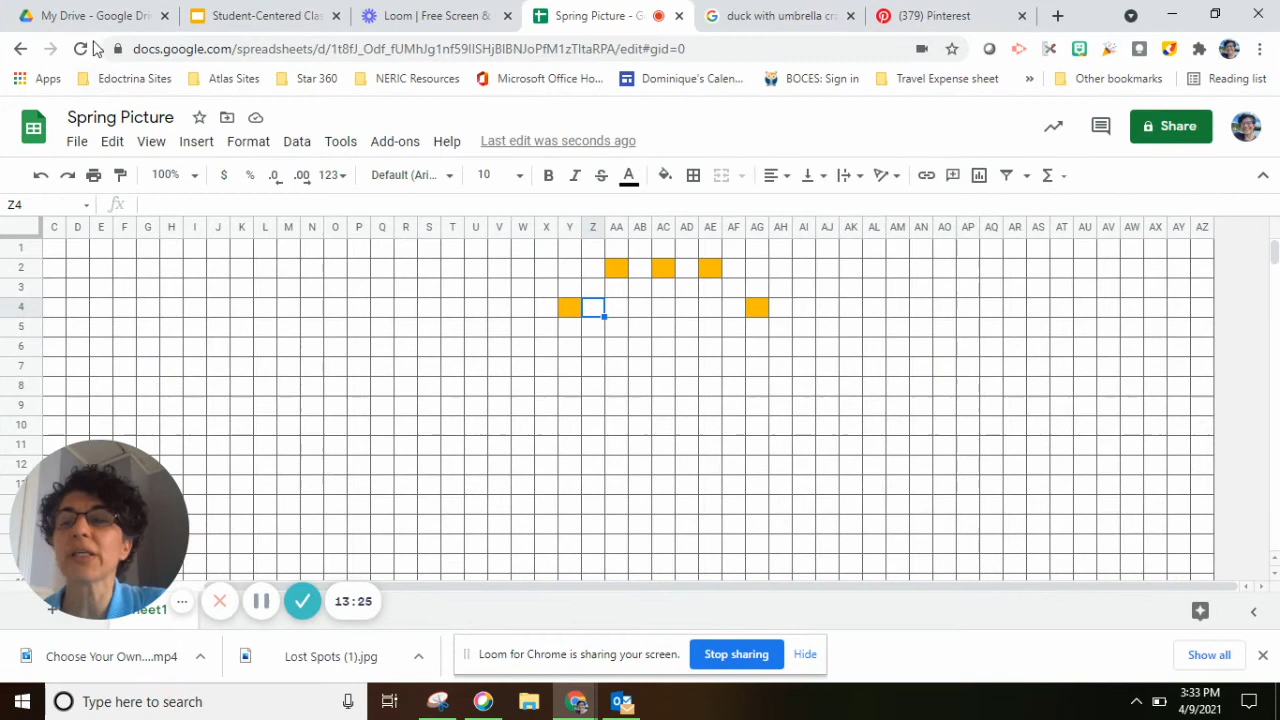 My Drive - Google Dri
Student-Centered Clas
Loom | Free Screen &
Spring Picture - G
duck with umbrella cra
(379) Pinterest
docs.google.com/spreadsheets/d/1t8fJ_Odf_fUMhJg1nf59IlSHjBlBNJoPfM1zTltaRPA/edit#gid=0
Apps
Edoctrina Sites
Atlas Sites
Star 360
NERIC Resources
Microsoft Office Ho...
Dominique's Calen...
BOCES: Sign in
Travel Expense sheet
»
Other bookmarks
Reading list
Spring Picture
File Edit View Insert Format Data Tools Add-ons Help Last edit was seconds ago
Share
100% $ % .0 .00 123 Default (Ari... 10 B I S A
Z4 fx
C D E F G H I J K L M N O P Q R S T U V W X Y Z AA AB AC AD AE AF AG AH AI AJ AK AL AM AN AO AP AQ AR AS AT AU AV AW AX AY AZ
1
2
3
4
5
6
7
8
9
10
11
12
13:25
Choose Your Own....mp4
Lost Spots (1).jpg
Loom for Chrome is sharing your screen.
Stop sharing
Hide
Show all
Type here to search
3:33 PM
4/9/2021